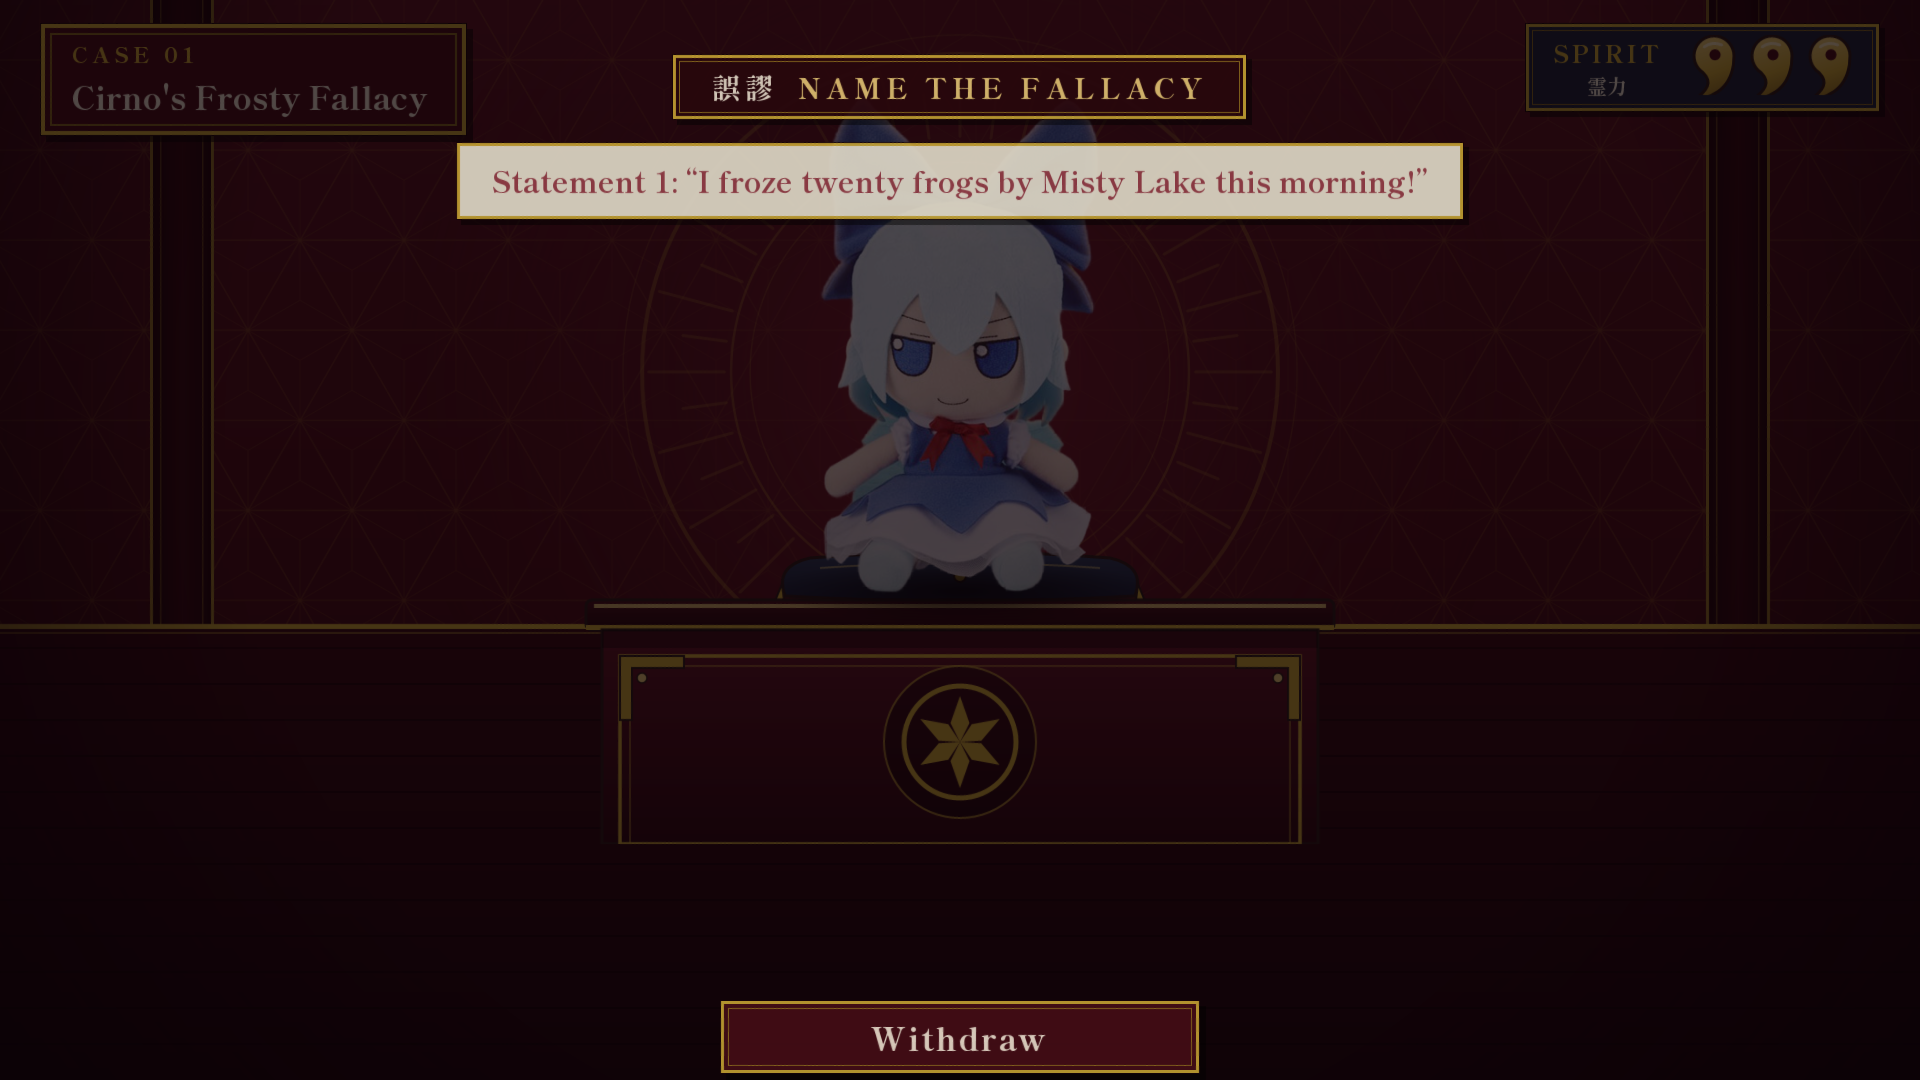 CASE 01
Cirno's Frosty Fallacy
誤謬 NAME THE FALLACY
SPIRIT
霊力
Statement 1: “I froze twenty frogs by Misty Lake this morning!”
Withdraw